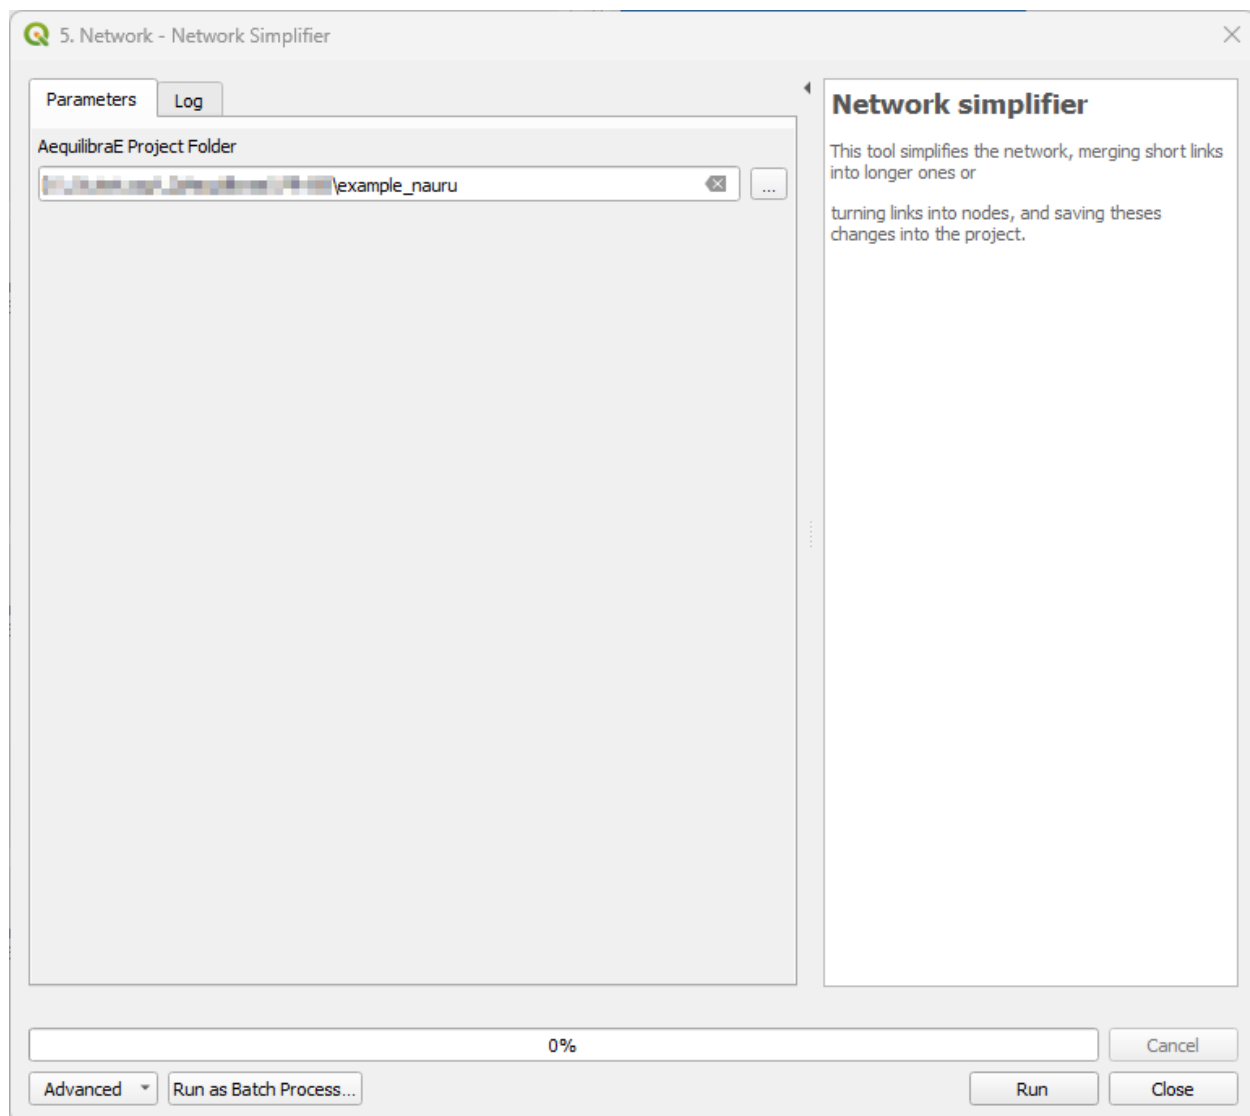 5. Network - Network Simplifier
Parameters
Log
AequilibraE Project Folder
\example_nauru
...
Network simplifier
This tool simplifies the network, merging short links
into longer ones or
turning links into nodes, and saving theses
changes into the project.
0%
Cancel
Advanced
Run as Batch Process...
Run
Close